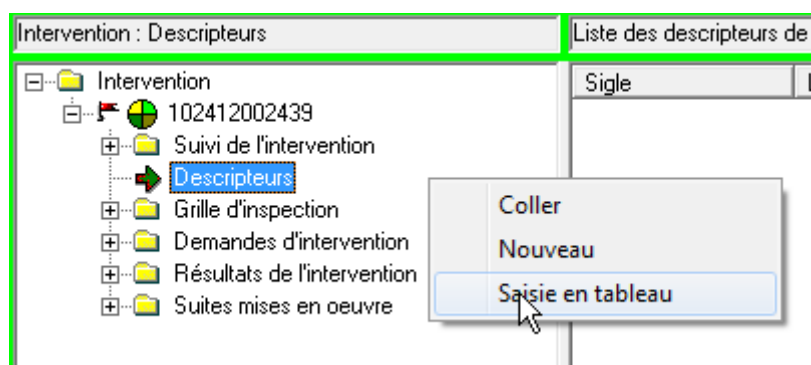 Intervention : Descripteurs
Liste des descripteurs de
Intervention
Sigle
102412002439
Suivi de l'intervention
Descripteurs
Grille d'inspection
Demandes d'intervention
Résultats de l'intervention
Suites mises en oeuvre
Coller
Nouveau
Saisie en tableau